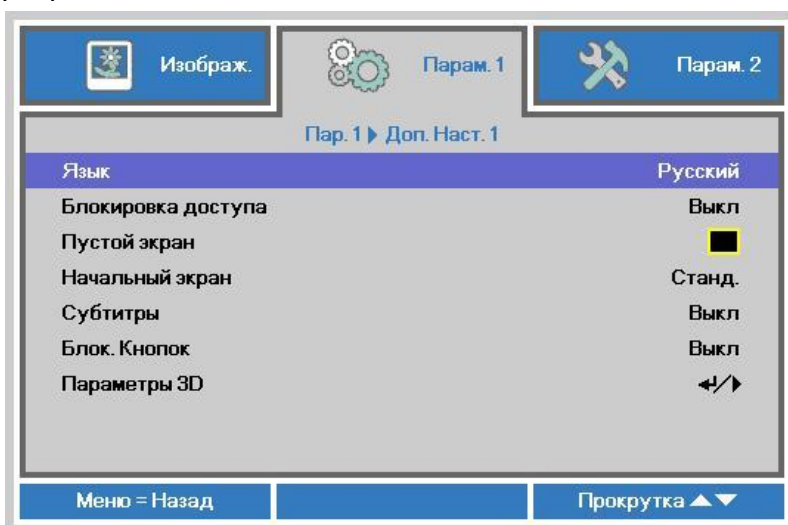 Изображ.
Парам. 1
Парам. 2
Пар. 1 Доп. Наст. 1
Язык Русский
Блокировка доступа Выкл
Пустой экран
Начальный экран Станд.
Субтитры Выкл
Блок. Кнопок Выкл
Параметры 3D
Меню = Назад
Прокрутка